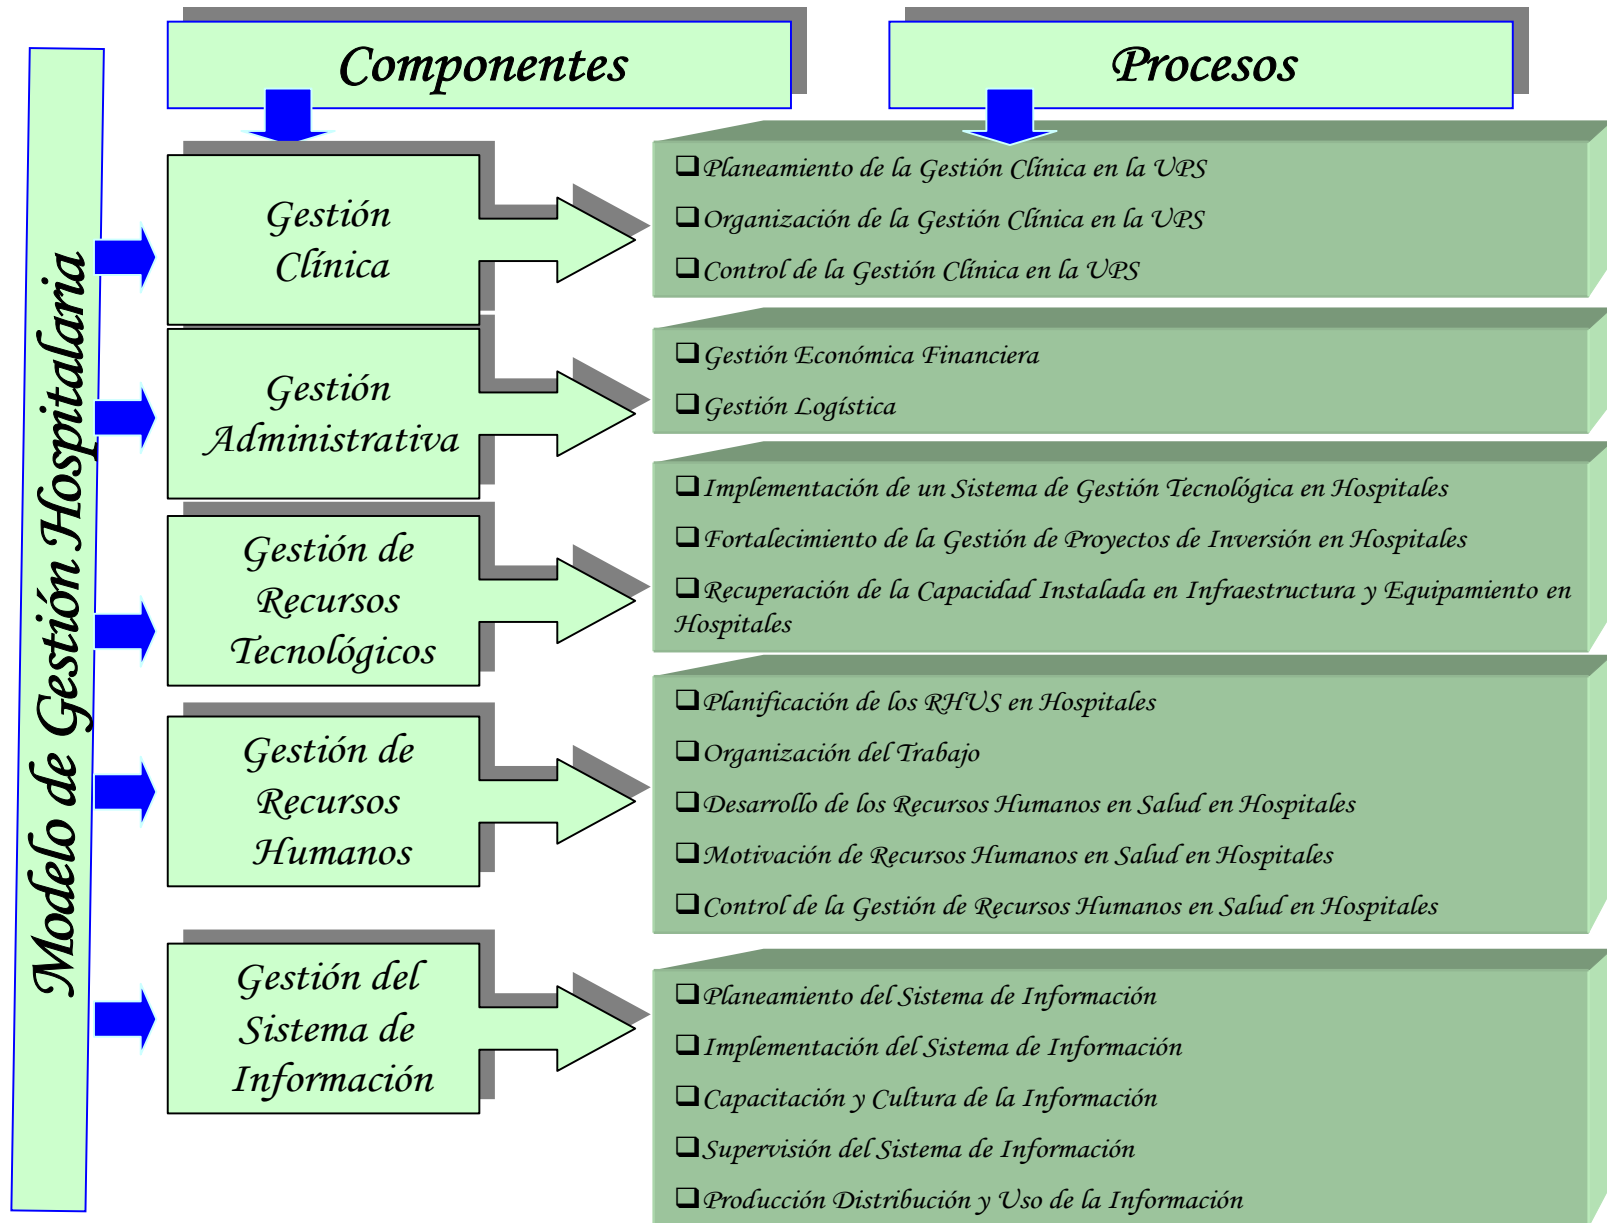 Componentes
Procesos
Modelo de Gestión Hospitalaria
Gestión
Clínica
❑Planeamiento de la Gestión Clínica en la UPS
❑Organización de la Gestión Clínica en la UPS
❑Control de la Gestión Clínica en la UPS
Gestión
Administrativa
❑Gestión Económica Financiera
❑Gestión Logística
Gestión de
Recursos
Tecnológicos
❑Implementación de un Sistema de Gestión Tecnológica en Hospitales
❑Fortalecimiento de la Gestión de Proyectos de Inversión en Hospitales
❑Recuperación de la Capacidad Instalada en Infraestructura y Equipamiento en
Hospitales
Gestión de
Recursos
Humanos
❑Planificación de los RHUS en Hospitales
❑Organización del Trabajo
❑Desarrollo de los Recursos Humanos en Salud en Hospitales
❑Motivación de Recursos Humanos en Salud en Hospitales
❑Control de la Gestión de Recursos Humanos en Salud en Hospitales
Gestión del
Sistema de
Información
❑Planeamiento del Sistema de Información
❑Implementación del Sistema de Información
❑Capacitación y Cultura de la Información
❑Supervisión del Sistema de Información
❑Producción Distribución y Uso de la Información